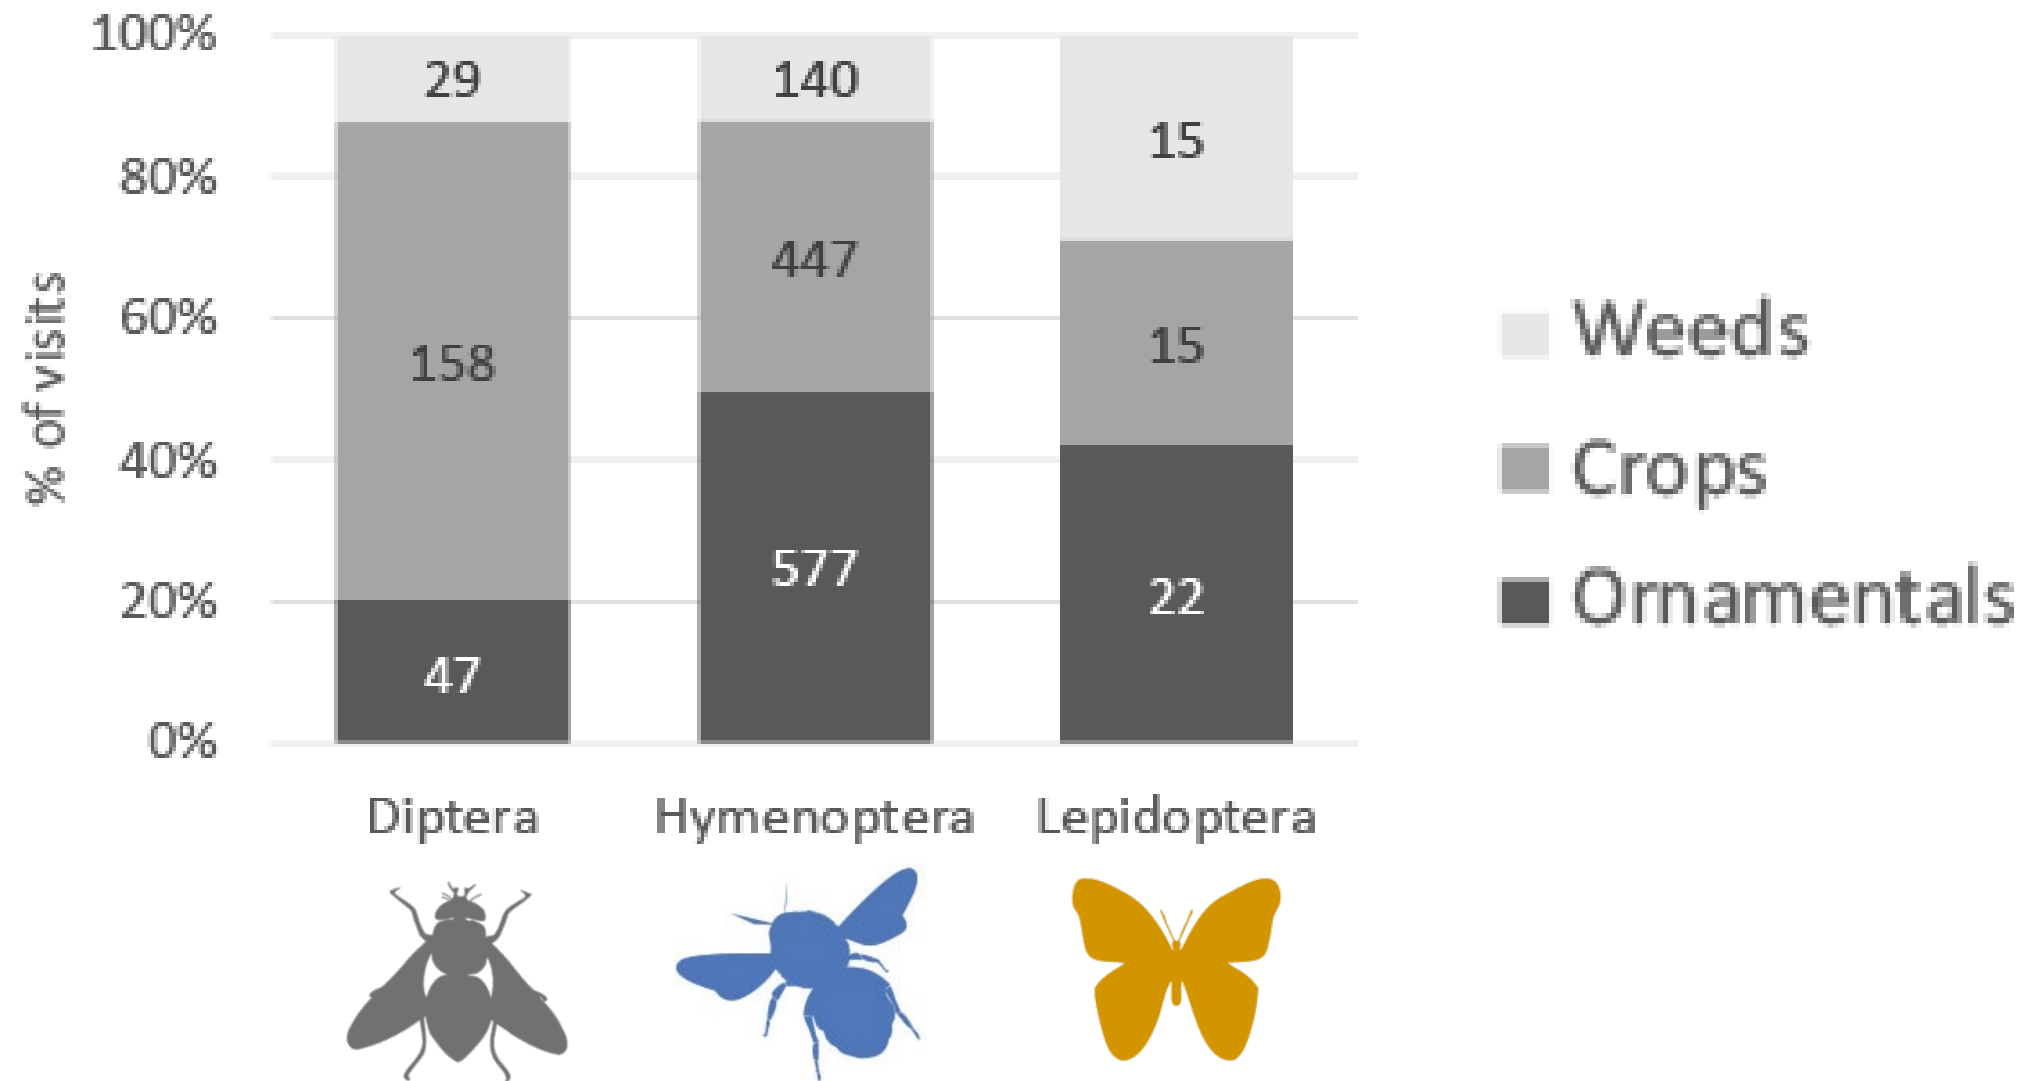 100%
80%
60%
40%
20%
0%
% of visits
29
140
15
158
447
15
47
577
22
Diptera
Hymenoptera
Lepidoptera
Weeds
Crops
Ornamentals